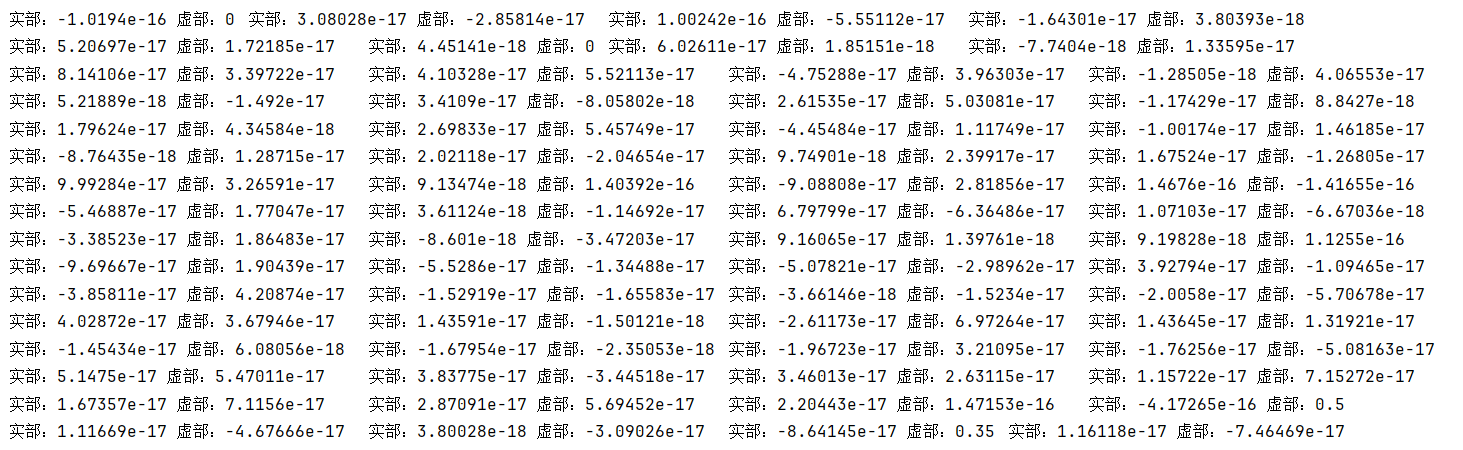 实部：-1.0194e-16 虚部：0 实部：3.08028e-17 虚部：-2.85814e-17 实部：1.00242e-16 虚部：-5.55112e-17 实部：-1.64301e-17 虚部：3.80393e-18
实部：5.20697e-17 虚部：1.72185e-17 实部：4.45141e-18 虚部：0 实部：6.02611e-17 虚部：1.85151e-18 实部：-7.7404e-18 虚部：1.33595e-17
实部：8.14106e-17 虚部：3.39722e-17 实部：4.10328e-17 虚部：5.52113e-17 实部：-4.75288e-17 虚部：3.96303e-17 实部：-1.28505e-18 虚部：4.06553e-17
实部：5.21889e-18 虚部：-1.492e-17 实部：3.4109e-17 虚部：-8.05802e-18 实部：2.61535e-17 虚部：5.03081e-17 实部：-1.17429e-17 虚部：8.8427e-18
实部：1.79624e-17 虚部：4.34584e-18 实部：2.69833e-17 虚部：5.45749e-17 实部：-4.45484e-17 虚部：1.11749e-17 实部：-1.00174e-17 虚部：1.46185e-17
实部：-8.76435e-18 虚部：1.28715e-17 实部：2.02118e-17 虚部：-2.04654e-17 实部：9.74901e-18 虚部：2.39917e-17 实部：1.67524e-17 虚部：-1.26805e-17
实部：9.99284e-17 虚部：3.26591e-17 实部：9.13474e-18 虚部：1.40392e-16 实部：-9.08808e-17 虚部：2.81856e-17 实部：1.4676e-16 虚部：-1.41655e-16
实部：-5.46887e-17 虚部：1.77047e-17 实部：3.61124e-18 虚部：-1.14692e-17 实部：6.79799e-17 虚部：-6.36486e-17 实部：1.07103e-17 虚部：-6.67036e-18
实部：-3.38523e-17 虚部：1.86483e-17 实部：-8.601e-18 虚部：-3.47203e-17 实部：9.16065e-17 虚部：1.39761e-18 实部：9.19828e-18 虚部：1.1255e-16
实部：-9.69667e-17 虚部：1.90439e-17 实部：-5.5286e-17 虚部：-1.34488e-17 实部：-5.07821e-17 虚部：-2.98962e-17 实部：3.92794e-17 虚部：-1.09465e-17
实部：-3.85811e-17 虚部：4.20874e-17 实部：-1.52919e-17 虚部：-1.65583e-17 实部：-3.66146e-18 虚部：-1.5234e-17 实部：-2.0058e-17 虚部：-5.70678e-17
实部：4.02872e-17 虚部：3.67946e-17 实部：1.43591e-17 虚部：-1.50121e-18 实部：-2.61173e-17 虚部：6.97264e-17 实部：1.43645e-17 虚部：1.31921e-17
实部：-1.45434e-17 虚部：6.08056e-18 实部：-1.67954e-17 虚部：-2.35053e-18 实部：-1.96723e-17 虚部：3.21095e-17 实部：-1.76256e-17 虚部：-5.08163e-17
实部：5.1475e-17 虚部：5.47011e-17 实部：3.83775e-17 虚部：-3.44518e-17 实部：3.46013e-17 虚部：2.63115e-17 实部：1.15722e-17 虚部：7.15272e-17
实部：1.67357e-17 虚部：7.1156e-17 实部：2.87091e-17 虚部：5.69452e-17 实部：2.20443e-17 虚部：1.47153e-16 实部：-4.17265e-16 虚部：0.5
实部：1.11669e-17 虚部：-4.67666e-17 实部：3.80028e-18 虚部：-3.09026e-17 实部：-8.64145e-17 虚部：0.35 实部：1.16118e-17 虚部：-7.46469e-17